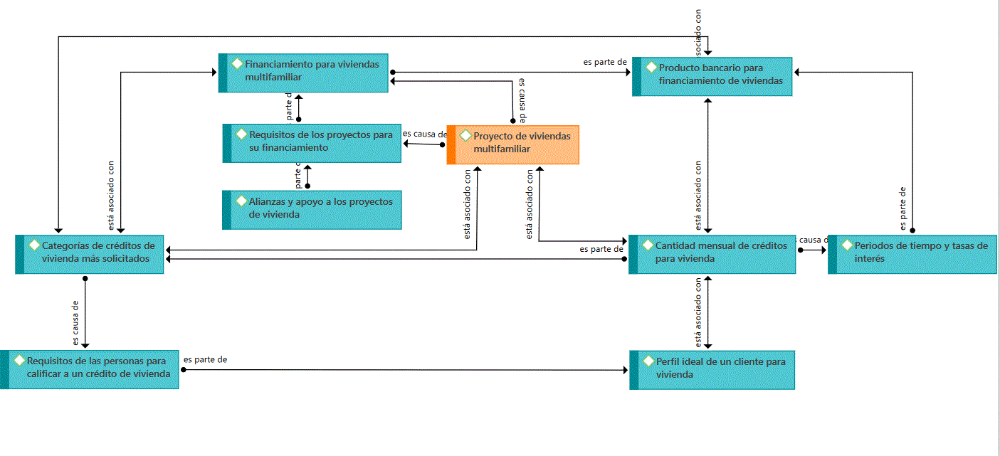 asociado con
Financiamiento para viviendas
multifamiliar
es parte de
Producto bancario para
financiamiento de viviendas
es causa de
parte d
Requisitos de los proyectos para
su financiamiento
es causa de
Proyecto de viviendas
multifamiliar
parte
Alianzas y apoyo a los proyectos
de vivienda
está asociado con
está asociado con
está asociado con
está asociado con
es parte de
Categorías de créditos de
vivienda más solicitados
es parte de
Cantidad mensual de créditos
para vivienda
causa d
Periodos de tiempo y tasas de
interés
es causa de
está asociado con
Requisitos de las personas para
calificar a un crédito de vivienda
es parte de
Perfil ideal de un cliente para
vivienda